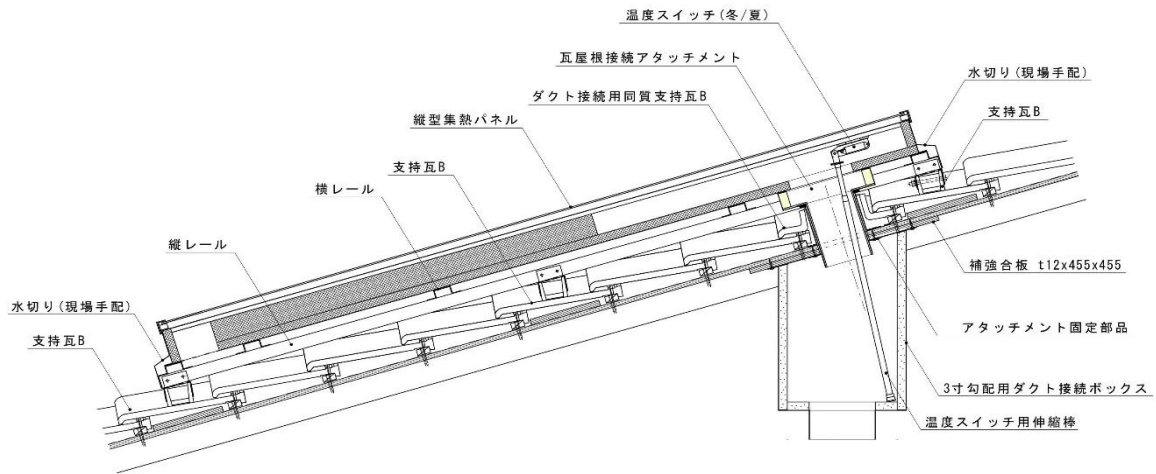 温度スイッチ(冬/夏)
瓦屋根接続アタッチメント
水切り(現場手配)
ダクト接続用同質支持瓦B
支持瓦B
縦型集熱パネル
支持瓦B
横レール
縦レール
補強合板 t12x455x455
水切り(現場手配)
アタッチメント固定部品
支持瓦B
3寸勾配用ダクト接続ボックス
温度スイッチ用伸縮棒